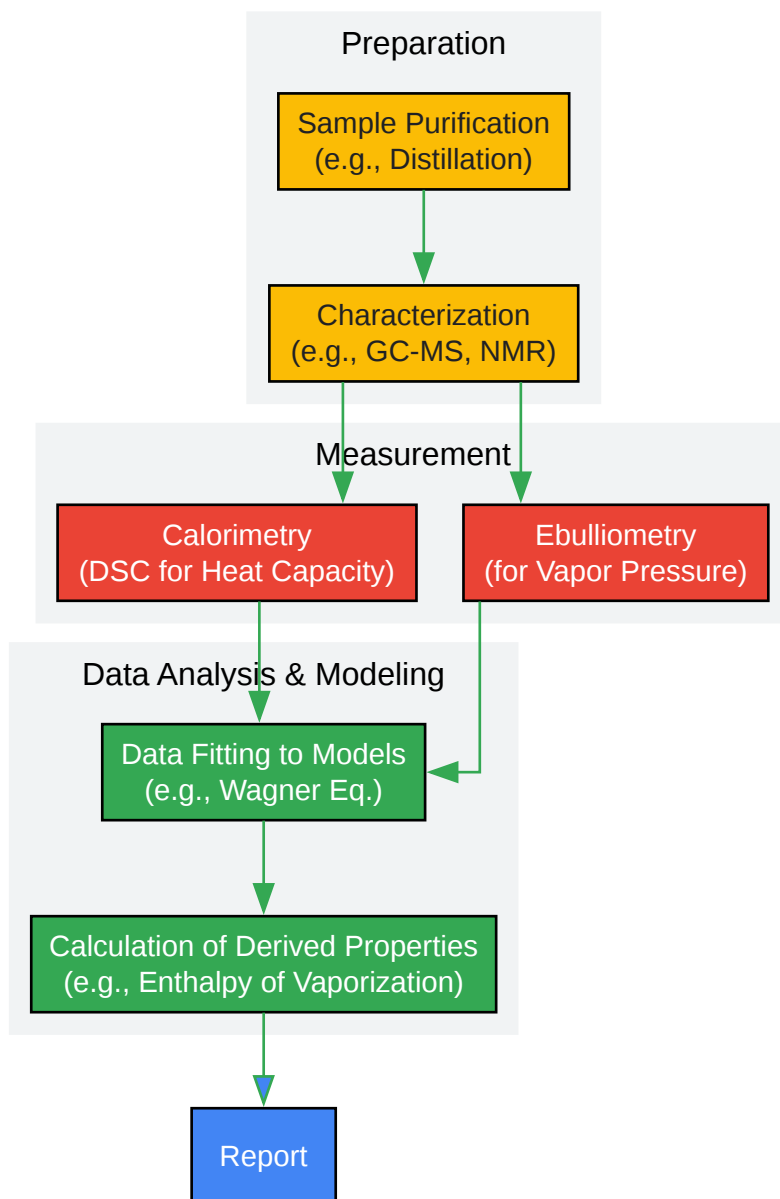 Preparation
Sample Purification
(e.g., Distillation)
Characterization
(e.g., GC-MS, NMR)
Measurement
Calorimetry
(DSC for Heat Capacity)
Ebulliometry
(for Vapor Pressure)
Data Analysis & Modeling
Data Fitting to Models
(e.g., Wagner Eq.)
Calculation of Derived Properties
(e.g., Enthalpy of Vaporization)
Report